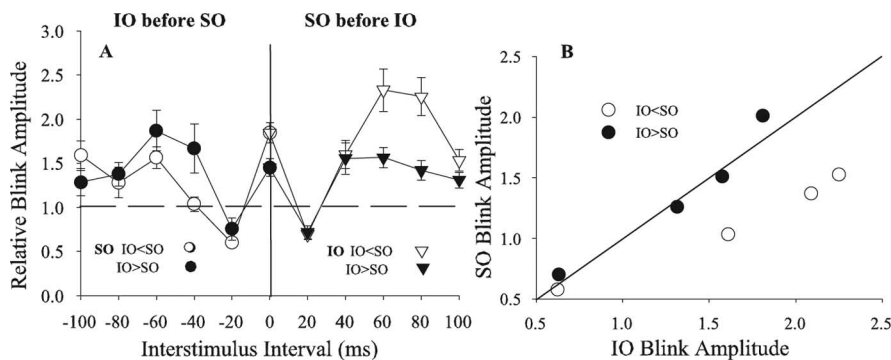 IO before SO
SO before IO
A
Relative Blink Amplitude
3.0
2.5
2.0
1.5
1.0
0.5
0.0
SO IO<SO
IO>SO
IO IO<SO
IO>SO
-100 -80 -60 -40 -20 0 20 40 60 80 100
Interstimulus Interval (ms)
B
SO Blink Amplitude
2.5
2.0
1.5
1.0
0.5
IO<SO
IO>SO
0.5 1.0 1.5 2.0 2.5
IO Blink Amplitude